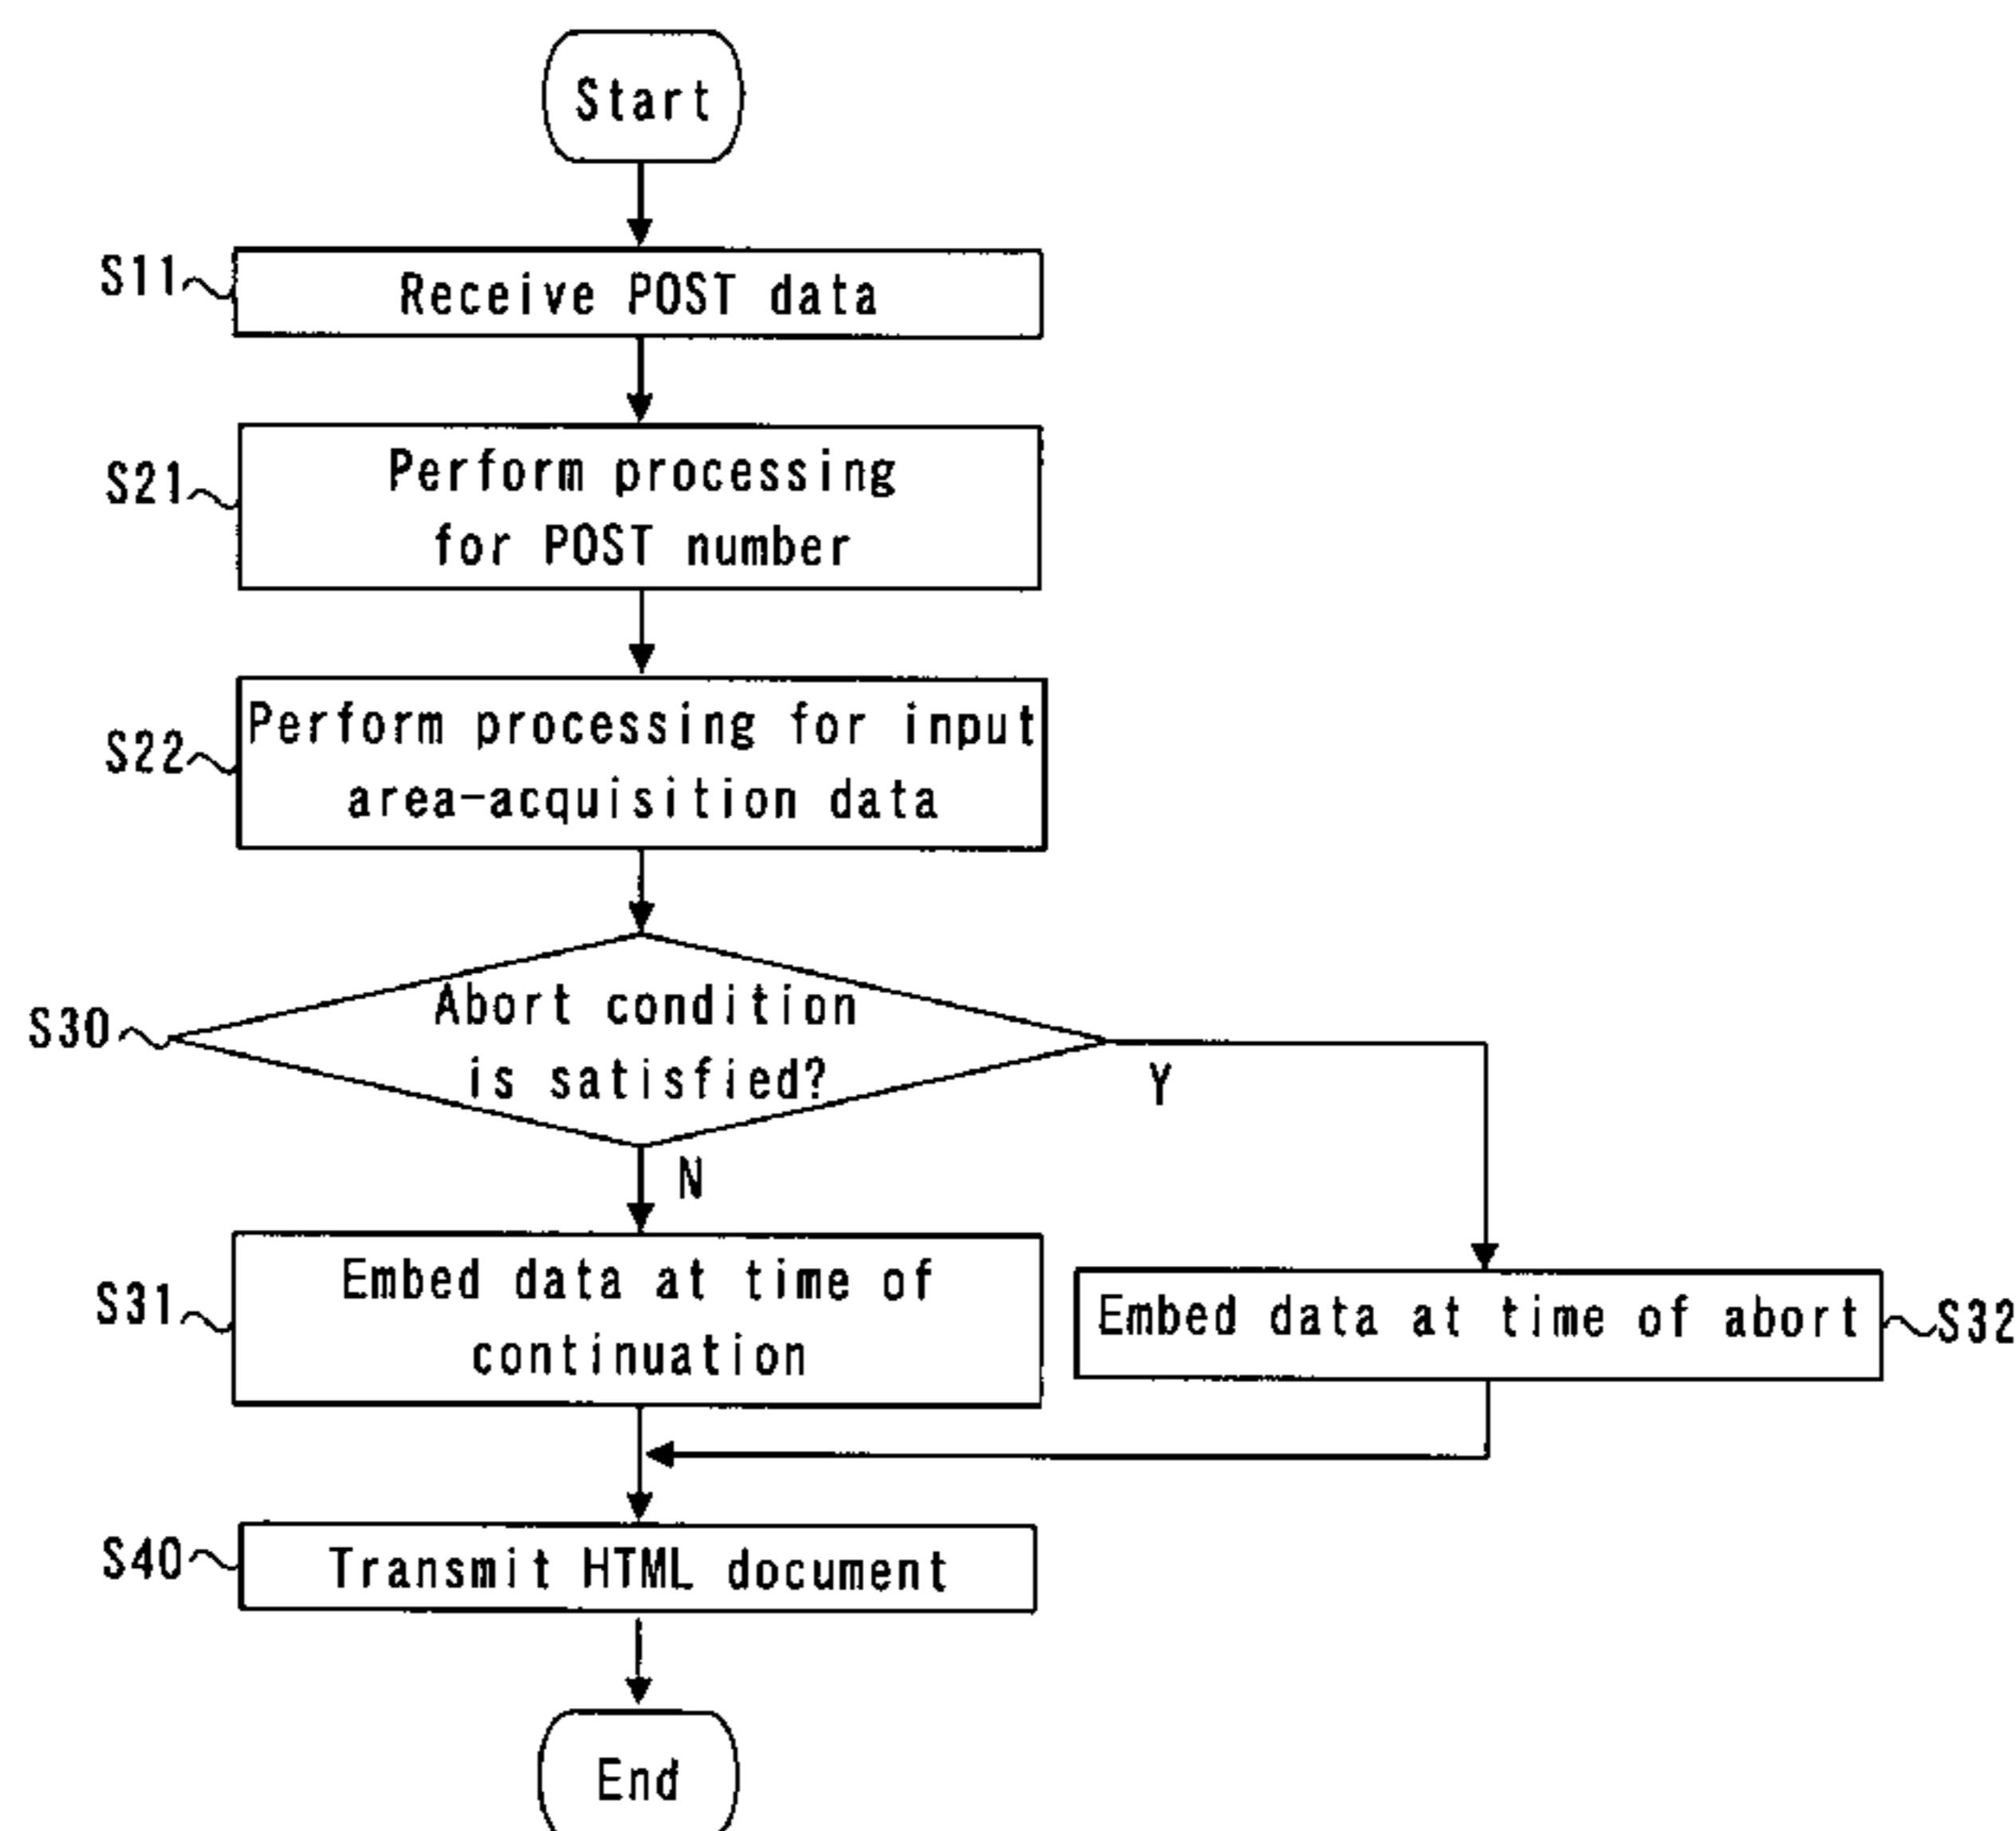 Start
S11
Receive POST data
S21
Perform processing
for POST number
S22
Perform processing for input
area-acquisition data
S30
Abort condition
is satisfied?
Y
N
S31
Embed data at time of
continuation
Embed data at time of abort
S32
S40
Transmit HTML document
End